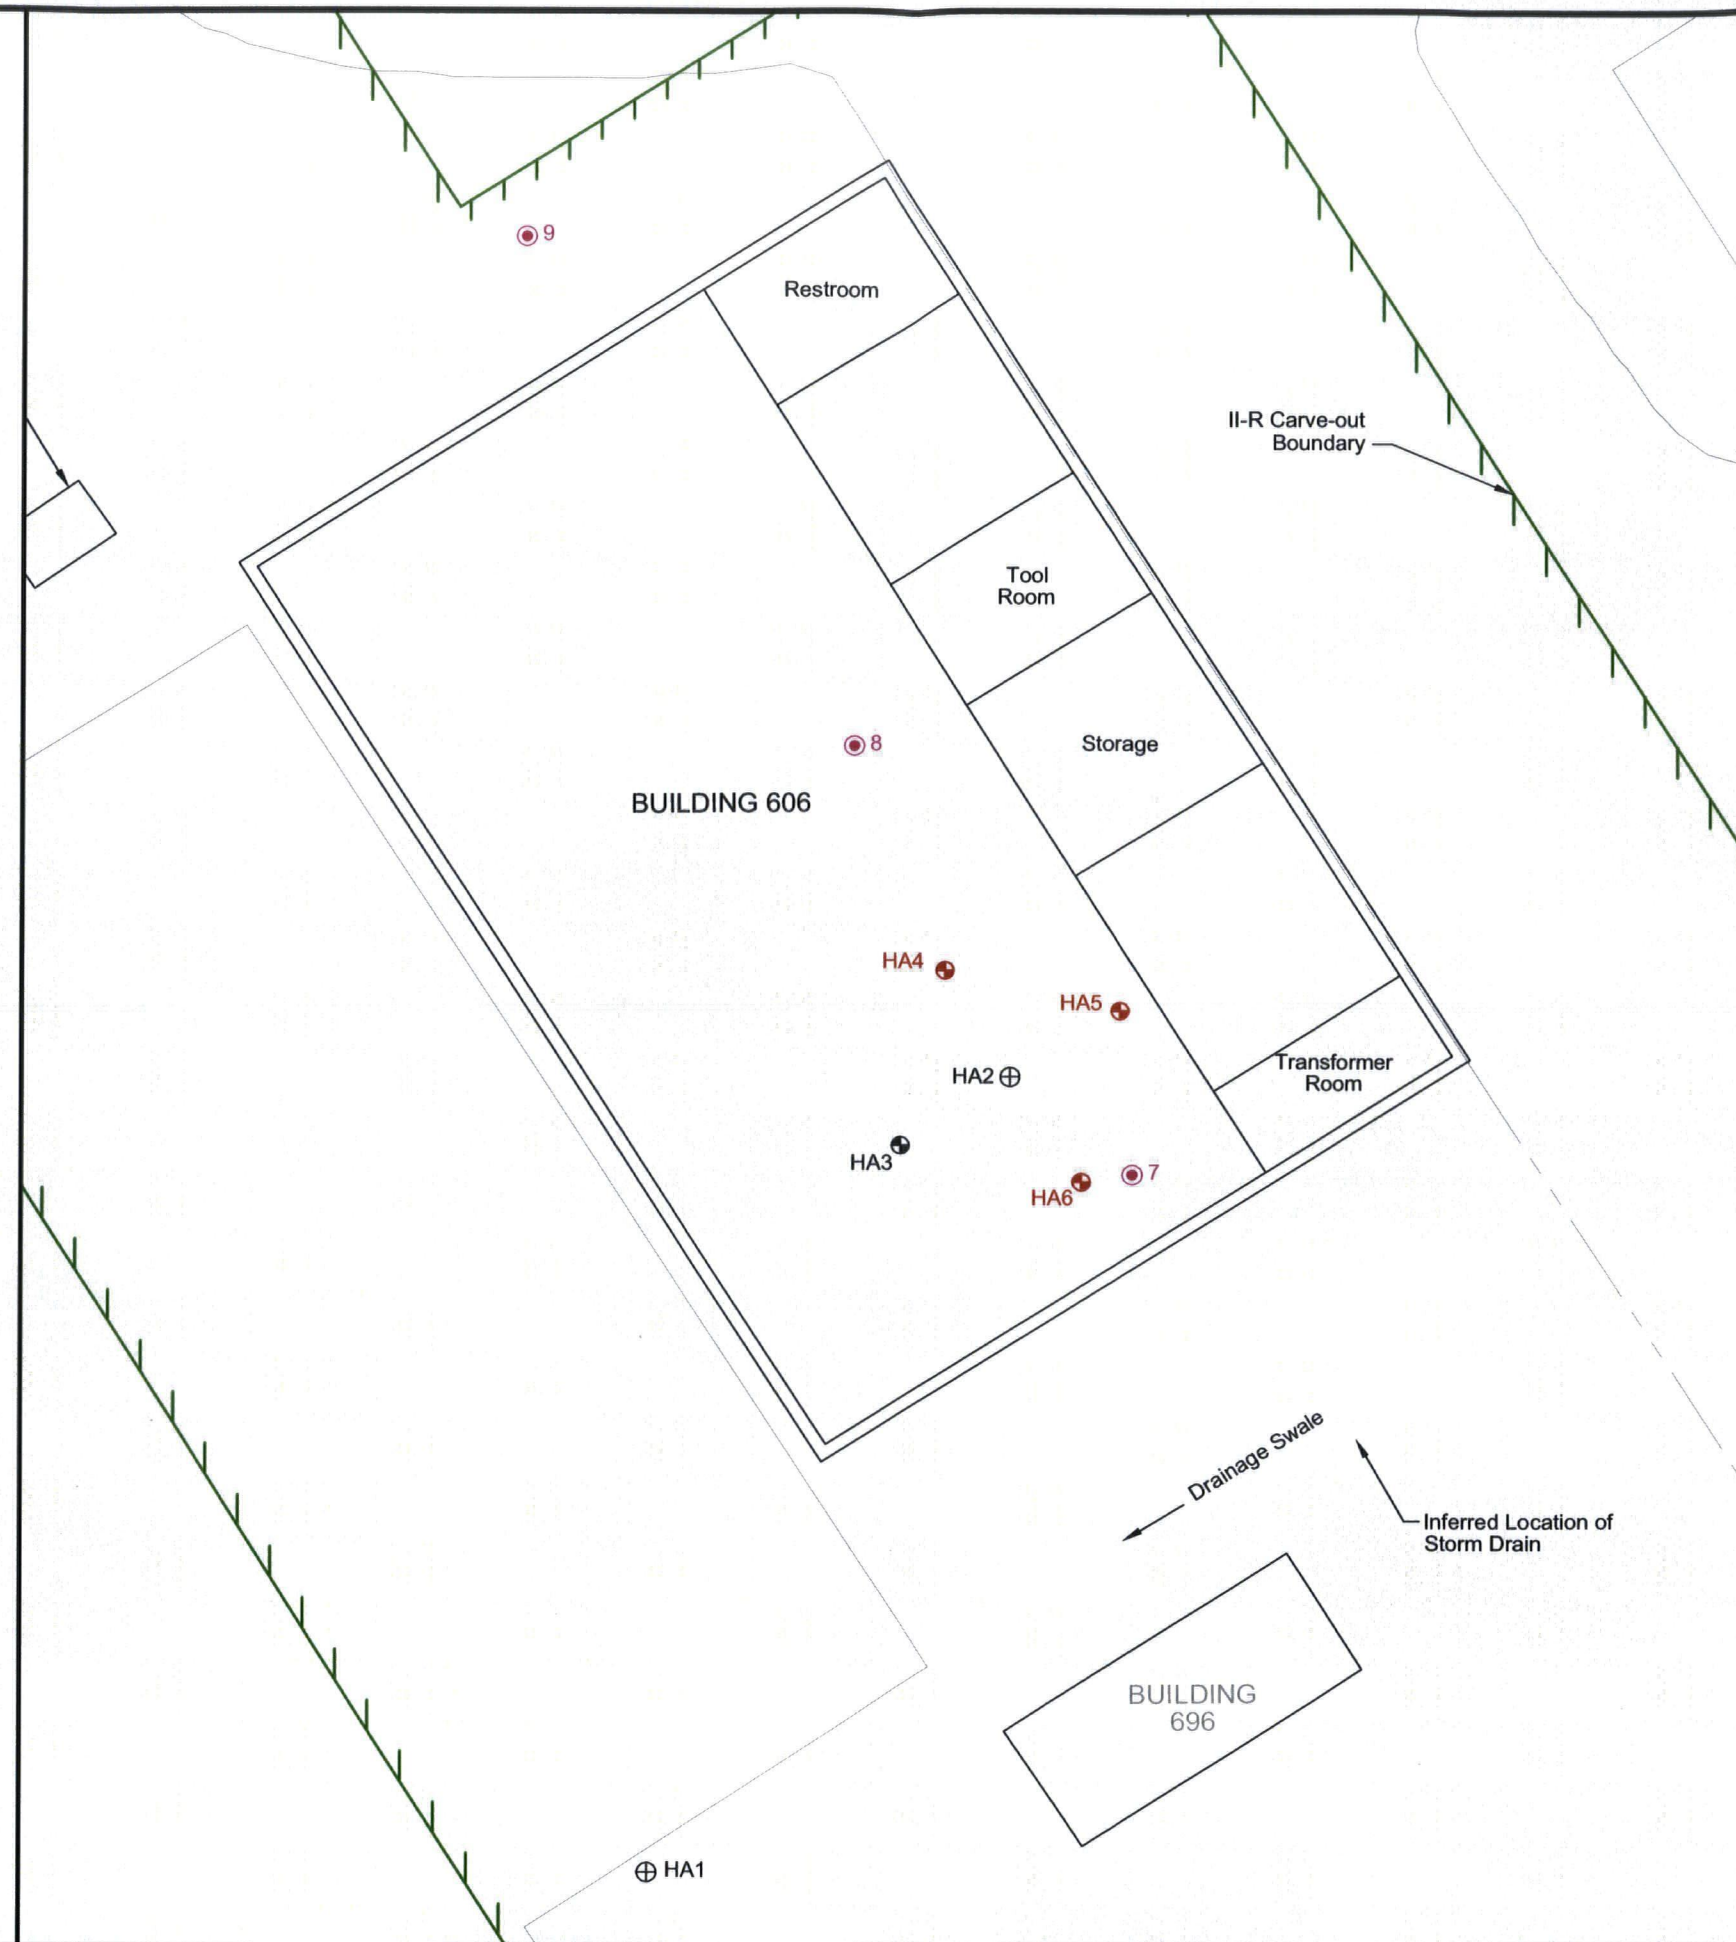 9
Restroom
II-R Carve-out
Boundary
Tool
Room
8
Storage
BUILDING 606
HA4
HA5
HA2
Transformer
Room
HA3
7
HA6
Drainage Swale
Inferred Location of
Storm Drain
BUILDING
696
HA1